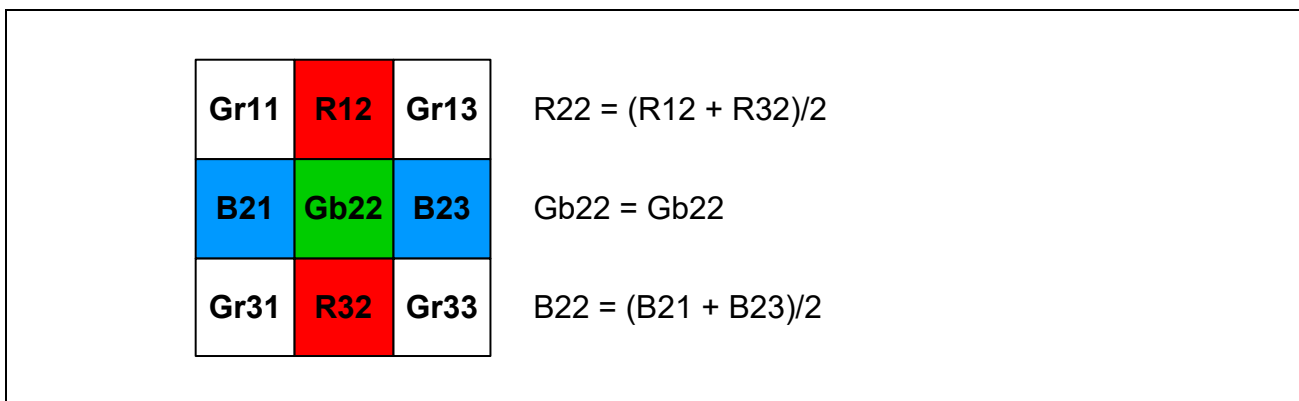 Gr11 R12 Gr13 R22 = (R12 + R32)/2
B21 Gb22 B23 Gb22 = Gb22
Gr31 R32 Gr33 B22 = (B21 + B23)/2